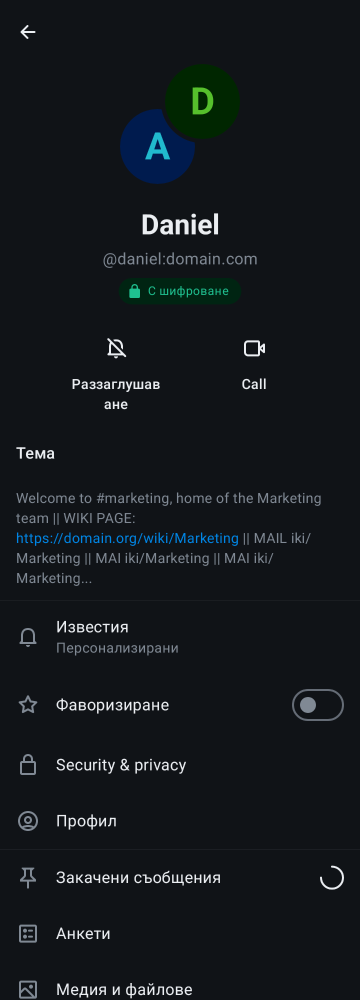 D
A
Daniel
@daniel:domain.com
С шифроване
Раззаглушав
ане
Call
Тема
Welcome to #marketing, home of the Marketing
team || WIKI PAGE:
https://domain.org/wiki/Marketing || MAIL iki/
Marketing || MAI iki/Marketing || MAI iki/
Marketing...
Известия
Персонализирани
Фаворизиране
Security & privacy
Профил
Закачени съобщения
Анкети
Медия и файлове